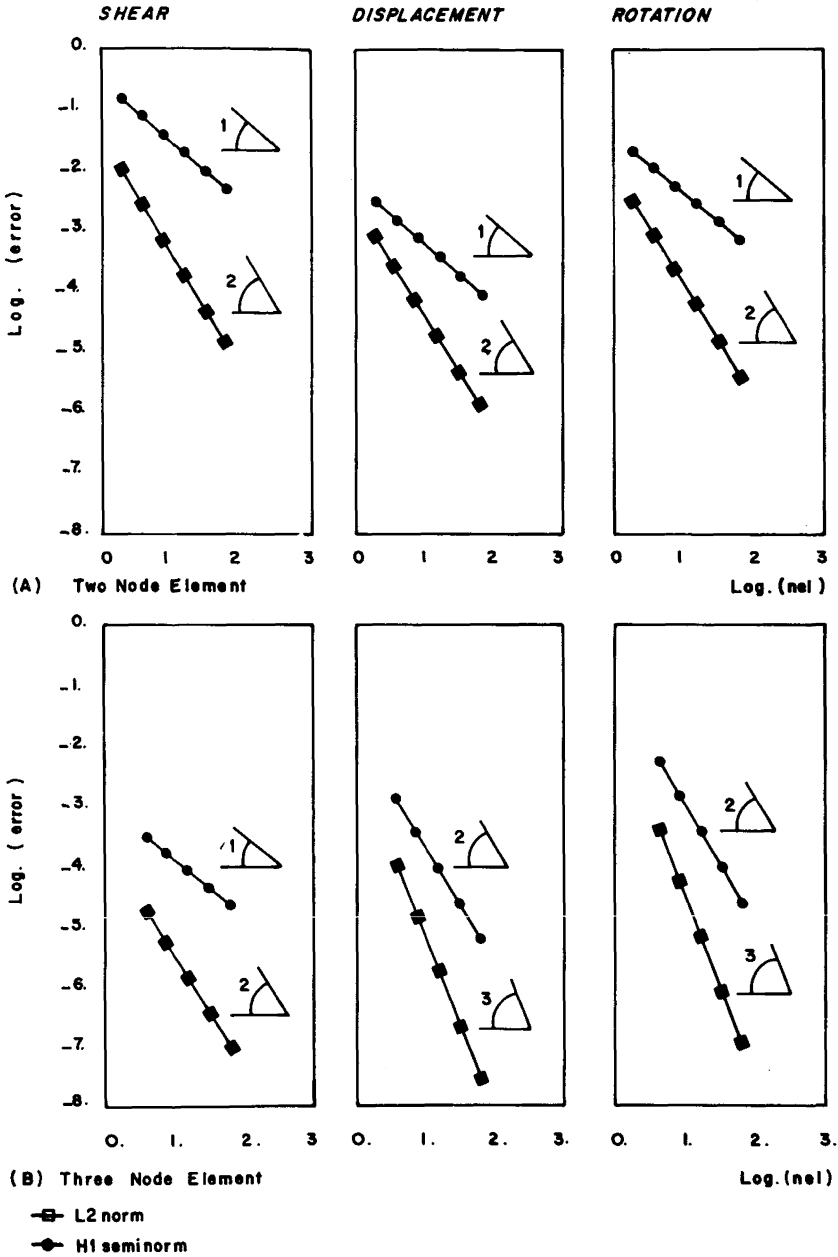 SHEAR DISPLACEMENT ROTATION
0.
-1.
-2.
-3.
-4.
-5.
-6.
-7.
-8.
Log. (error)
1
2
1
2
1
2
0 1 2 3
0 1 2 3
0 1 2 3
(A) Two Node Element Log. (nel)
0.
-1.
-2.
-3.
-4.
-5.
-6.
-7.
-8.
Log. (error)
1
2
2
3
2
3
0. 1. 2. 3
0. 1. 2. 3.
0. 1. 2. 3.
(B) Three Node Element Log. (nel)
L2 norm
H1 seminorm